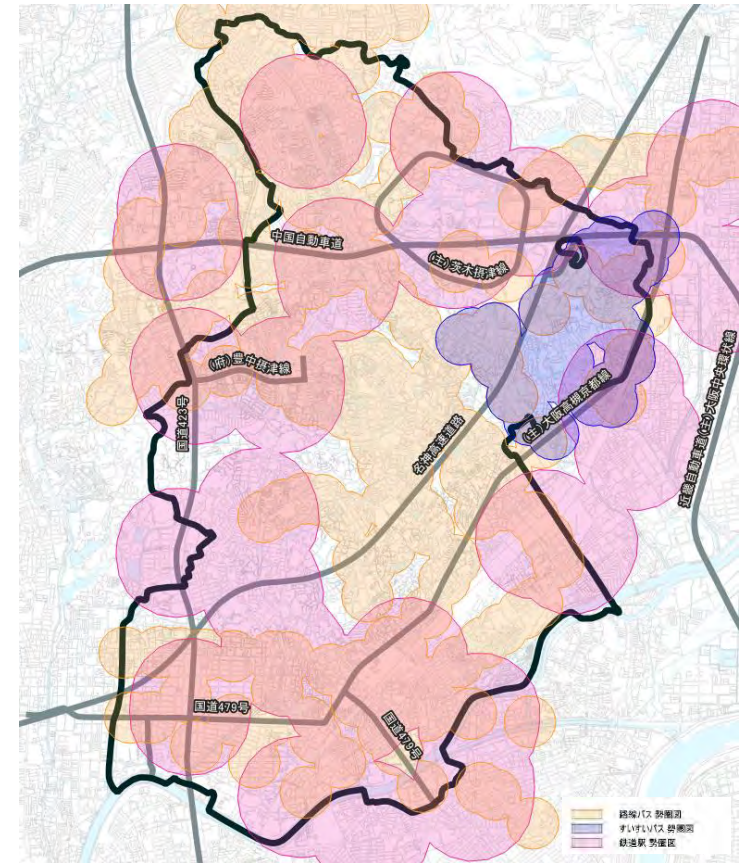 中国自動車道
(主)茨木摂津線
(府)豊中摂津線
国道423号
名神高速道路
(主)大阪高槻京都線
近畿自動車道(主)大阪中央環状線
国道479号
国道479号
路線バス 勢圏図
すいすいバス 勢圏図
鉄道駅 勢圏図